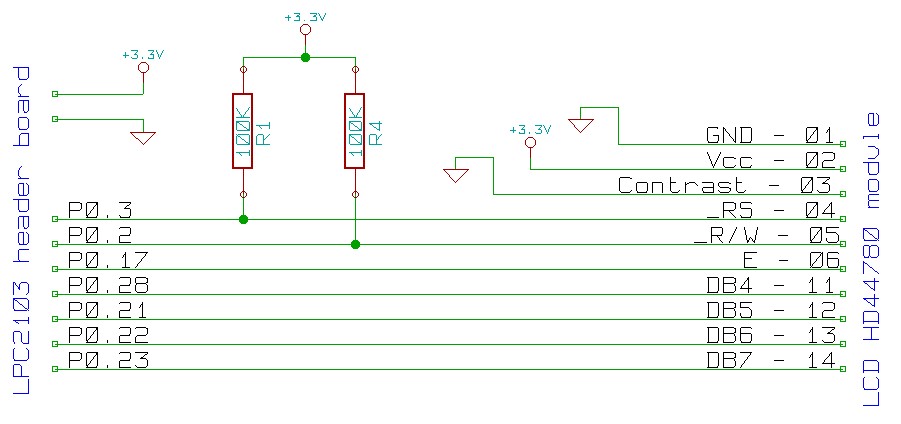 +3.3V
+3.3V
LPC2103 header board
100K
R1
100K
R4
+3.3V
GND - 01
Vcc - 02
Contrast - 03
P0.3
_RS - 04
P0.2
_R/W - 05
P0.17
E - 06
P0.28
DB4 - 11
P0.21
DB5 - 12
P0.22
DB6 - 13
P0.23
DB7 - 14
LCD HD44780 module